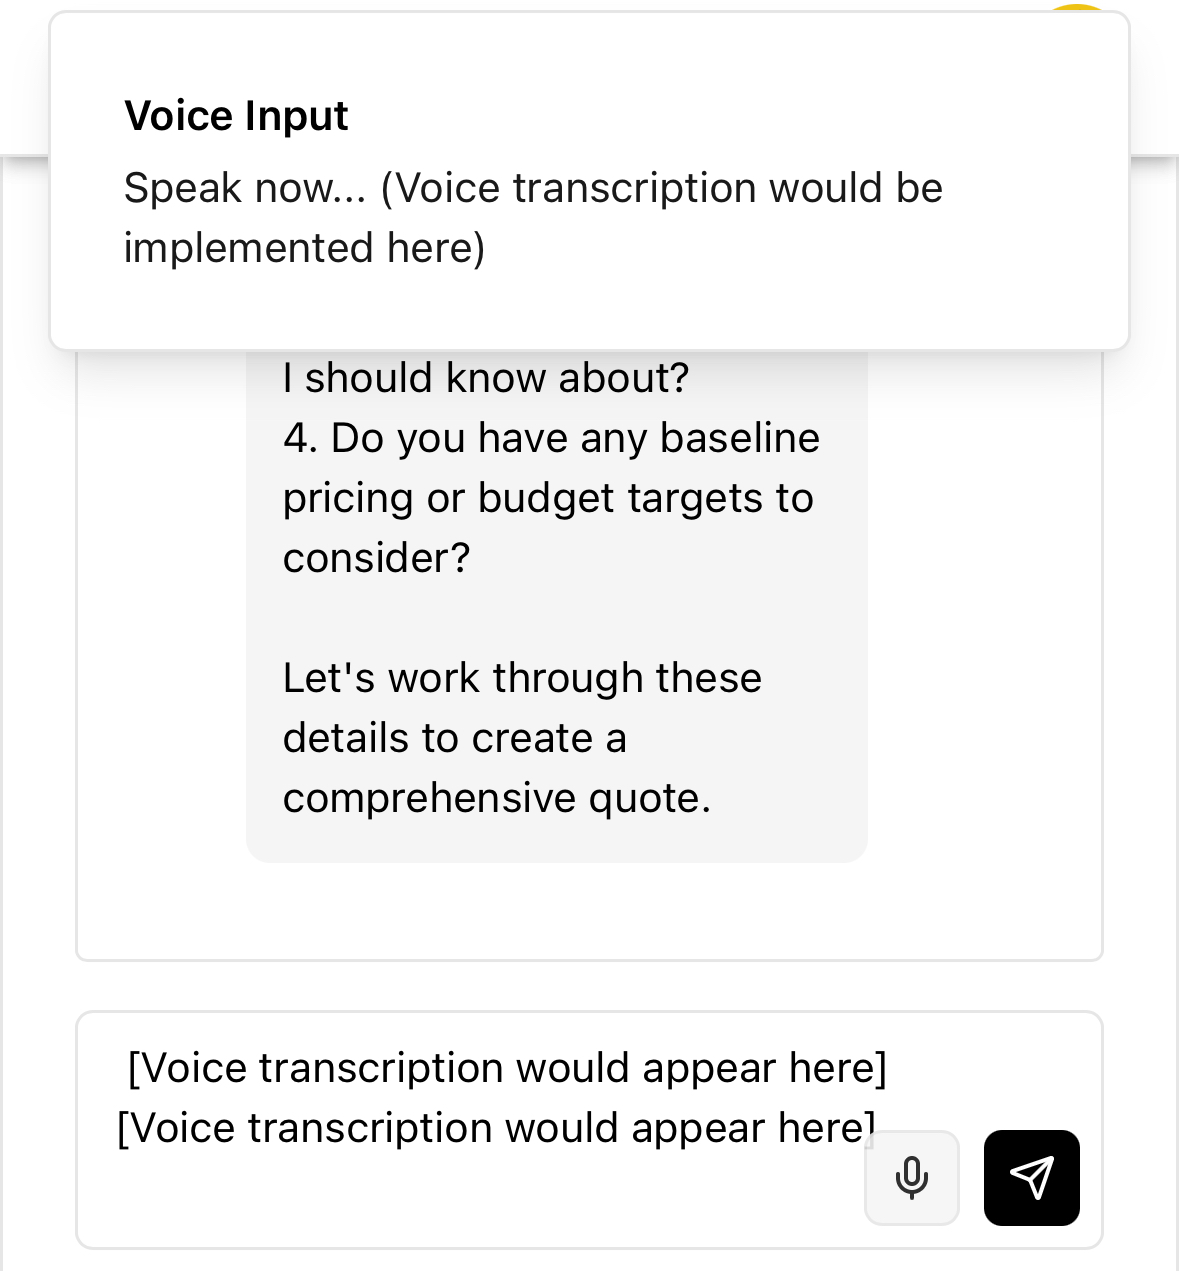 Voice Input
Speak now... (Voice transcription would be
implemented here)
I should know about?
4. Do you have any baseline
pricing or budget targets to
consider?
Let's work through these
details to create a
comprehensive quote.
[Voice transcription would appear here]
[Voice transcription would appear here]